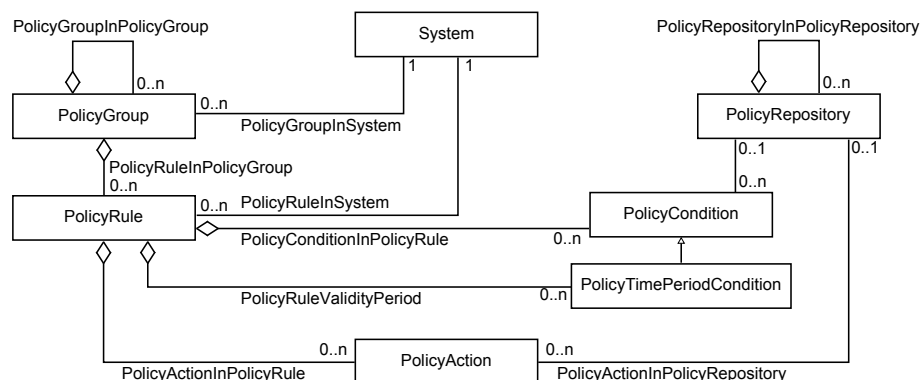 PolicyGroupInPolicyGroup
System
PolicyRepositoryInPolicyRepository
1
1
0..n
0..n
PolicyGroup
0..n
PolicyGroupInSystem
PolicyRepository
0..1
0..1
PolicyRuleInPolicyGroup
0..n
0..n
PolicyRule
0..n
PolicyRuleInSystem
PolicyCondition
PolicyConditionInPolicyRule
0..n
PolicyTimePeriodCondition
PolicyRuleValidityPeriod
0..n
0..n
PolicyAction
0..n
PolicyActionInPolicyRule
PolicyActionInPolicyRepository